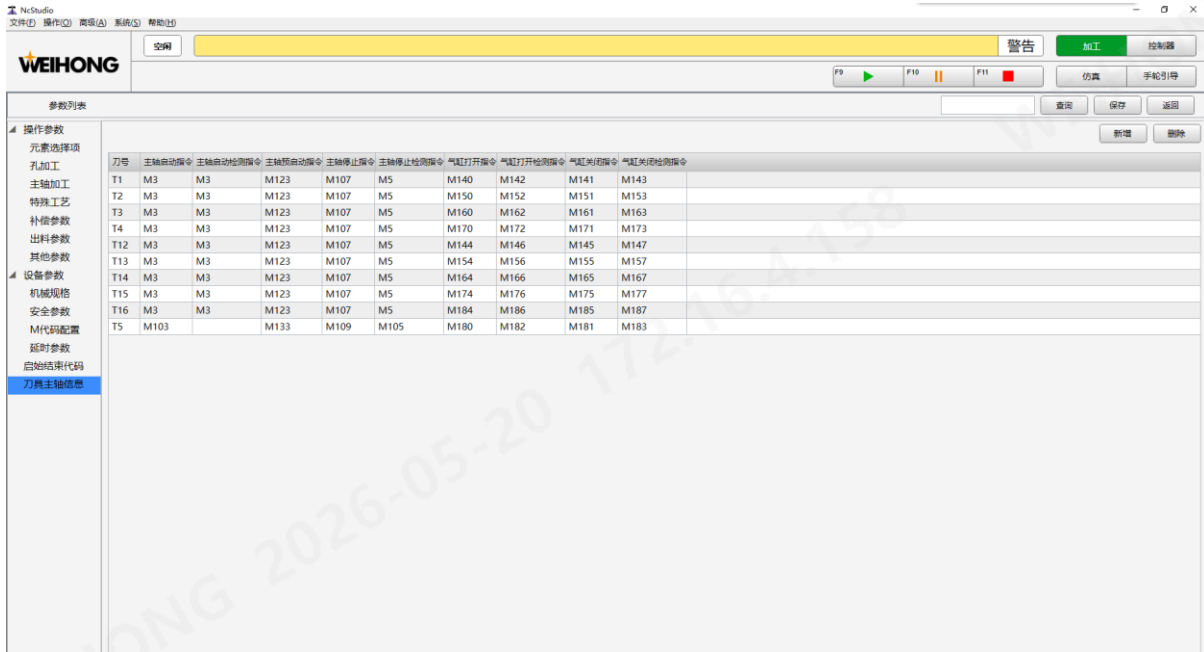 NcStudio
文件(F) 操作(O) 高级(A) 系统(S) 帮助(H)
WEIHONG
空闲 警告 加工 控制器
F9 F10 F11 仿真 手轮引导
参数列表 查询 保存 返回
新增 删除
操作参数
元素选择项
孔加工
主轴加工
特殊工艺
补偿参数
出料参数
其他参数
设备参数
机械规格
安全参数
M代码配置
延时参数
启始结束代码
刀具主轴信息
刀号 主轴启动指令 主轴启动检测指令 主轴预启动指令 主轴停止指令 主轴停止检测指令 气缸打开指令 气缸打开检测指令 气缸关闭指令 气缸关闭检测指令
T1 M3 M3 M123 M107 M5 M140 M142 M141 M143
T2 M3 M3 M123 M107 M5 M150 M152 M151 M153
T3 M3 M3 M123 M107 M5 M160 M162 M161 M163
T4 M3 M3 M123 M107 M5 M170 M172 M171 M173
T12 M3 M3 M123 M107 M5 M144 M146 M145 M147
T13 M3 M3 M123 M107 M5 M154 M156 M155 M157
T14 M3 M3 M123 M107 M5 M164 M166 M165 M167
T15 M3 M3 M123 M107 M5 M174 M176 M175 M177
T16 M3 M3 M123 M107 M5 M184 M186 M185 M187
T5 M103 M133 M109 M105 M180 M182 M181 M183
2026-05-20 172.16.4.158